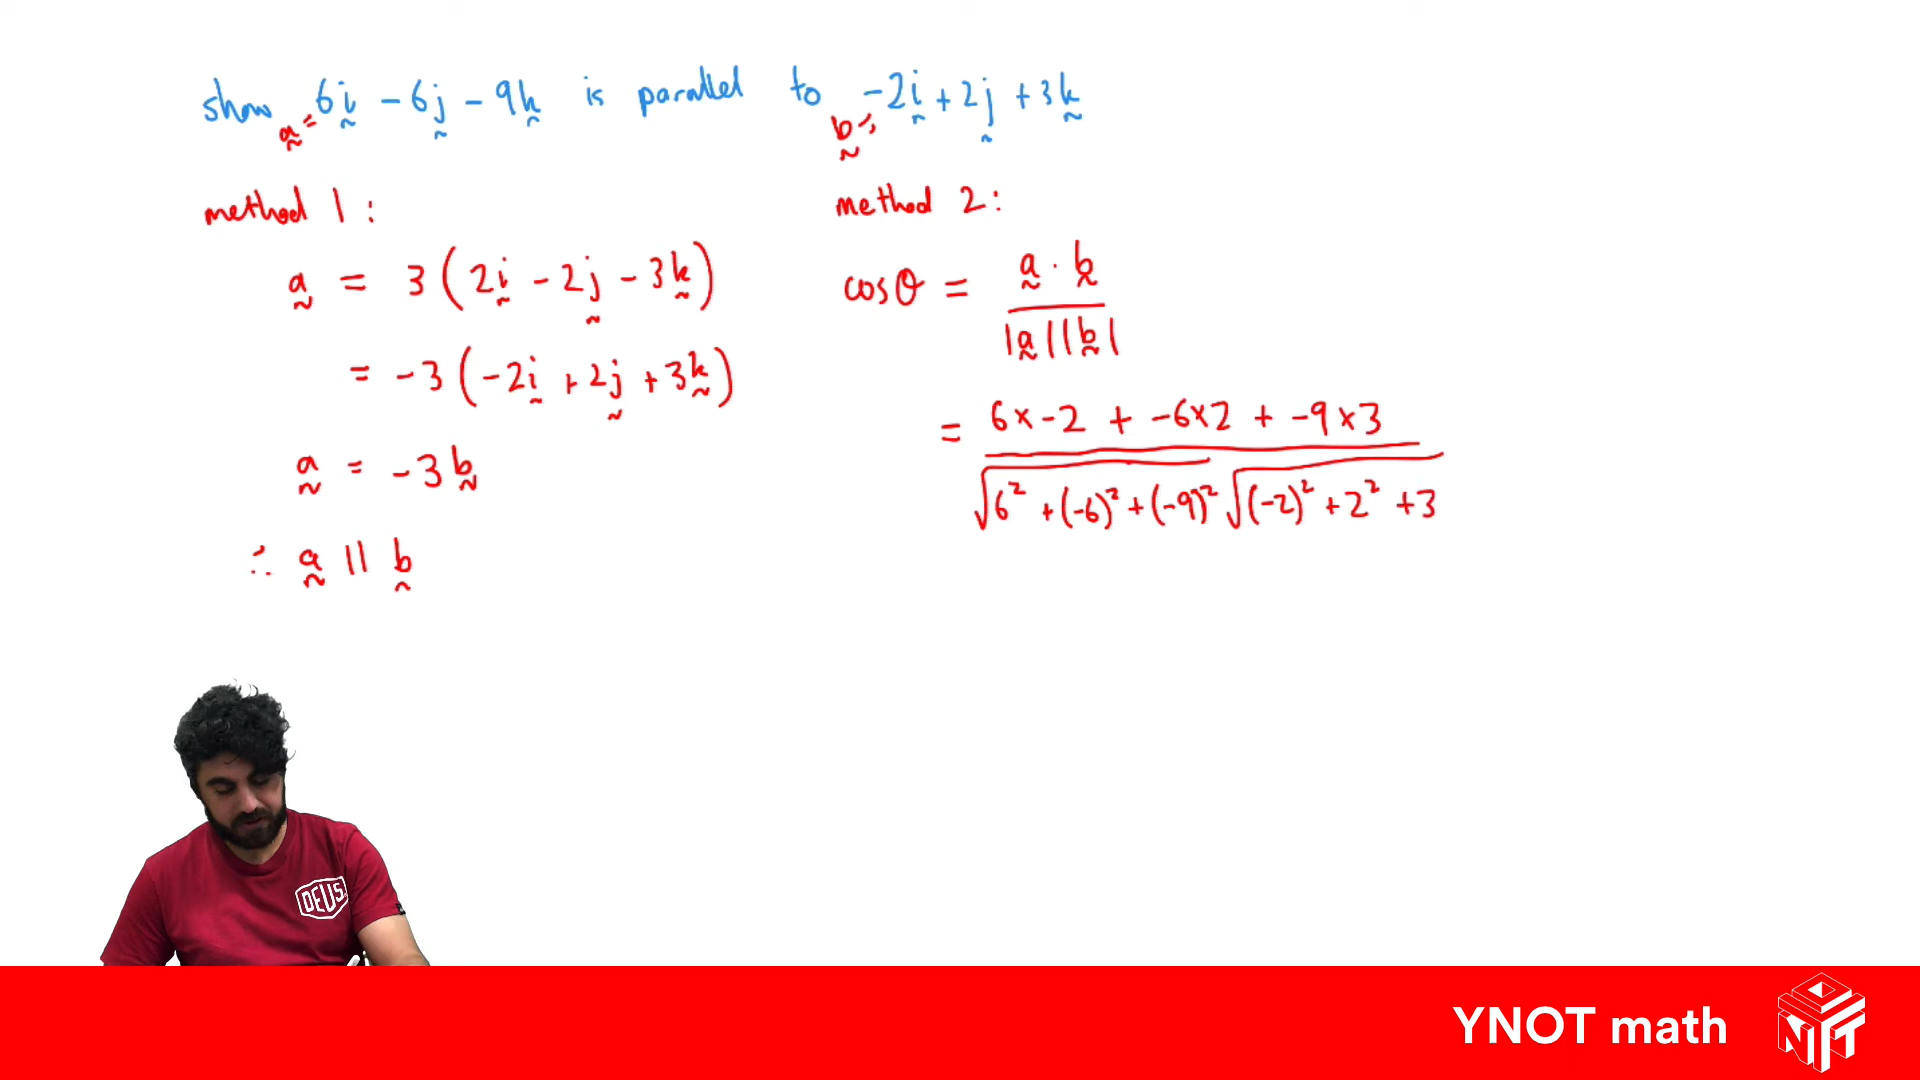 show a = 6i - 6j - 9k is parallel to b = -2i + 2j + 3k
method 1:
a = 3(2i - 2j - 3k)
= -3(-2i + 2j + 3k)
a = -3b
∴ a || b
method 2:
cosθ = a · b / |a||b|
= 6×-2 + -6×2 + -9×3 / √6² + (-6)² + (-9)² √(-2)² + 2² + 3
DEUS
YNOT math